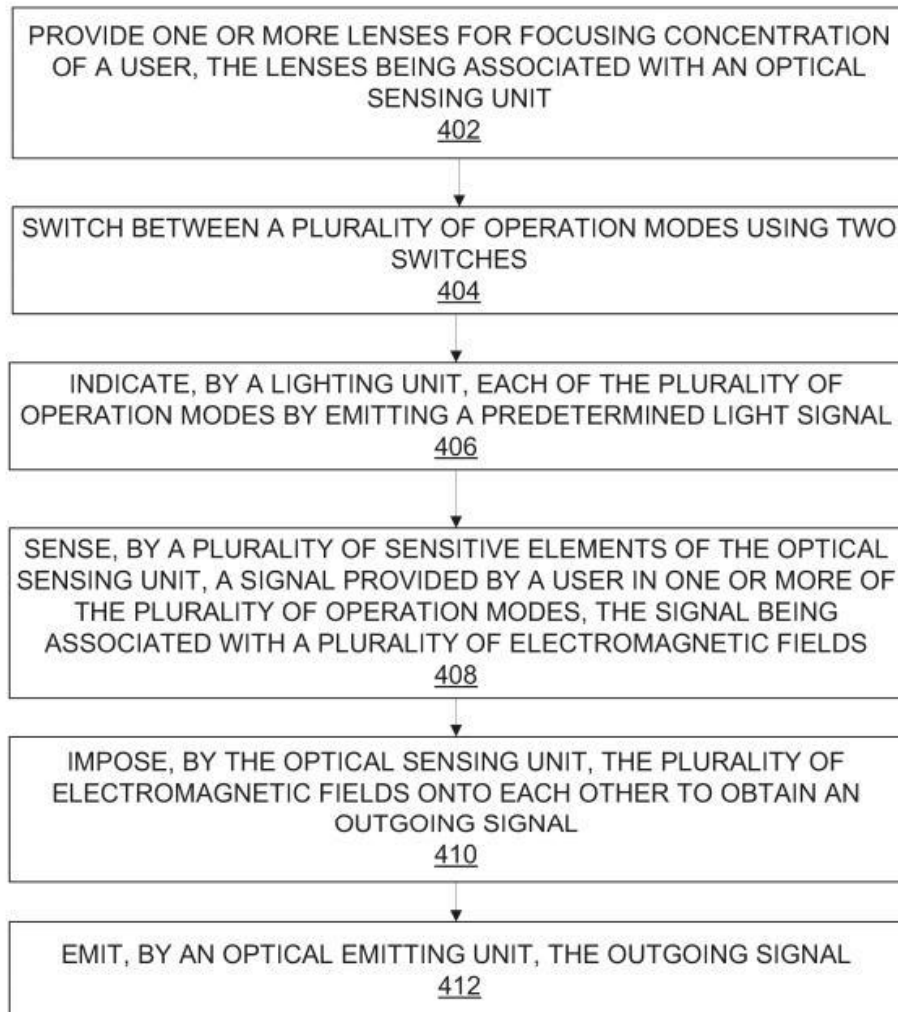 PROVIDE ONE OR MORE LENSES FOR FOCUSING CONCENTRATION
OF A USER, THE LENSES BEING ASSOCIATED WITH AN OPTICAL
SENSING UNIT
402
SWITCH BETWEEN A PLURALITY OF OPERATION MODES USING TWO
SWITCHES
404
INDICATE, BY A LIGHTING UNIT, EACH OF THE PLURALITY OF
OPERATION MODES BY EMITTING A PREDETERMINED LIGHT SIGNAL
406
SENSE, BY A PLURALITY OF SENSITIVE ELEMENTS OF THE OPTICAL
SENSING UNIT, A SIGNAL PROVIDED BY A USER IN ONE OR MORE OF
THE PLURALITY OF OPERATION MODES, THE SIGNAL BEING
ASSOCIATED WITH A PLURALITY OF ELECTROMAGNETIC FIELDS
408
IMPOSE, BY THE OPTICAL SENSING UNIT, THE PLURALITY OF
ELECTROMAGNETIC FIELDS ONTO EACH OTHER TO OBTAIN AN
OUTGOING SIGNAL
410
EMIT, BY AN OPTICAL EMITTING UNIT, THE OUTGOING SIGNAL
412